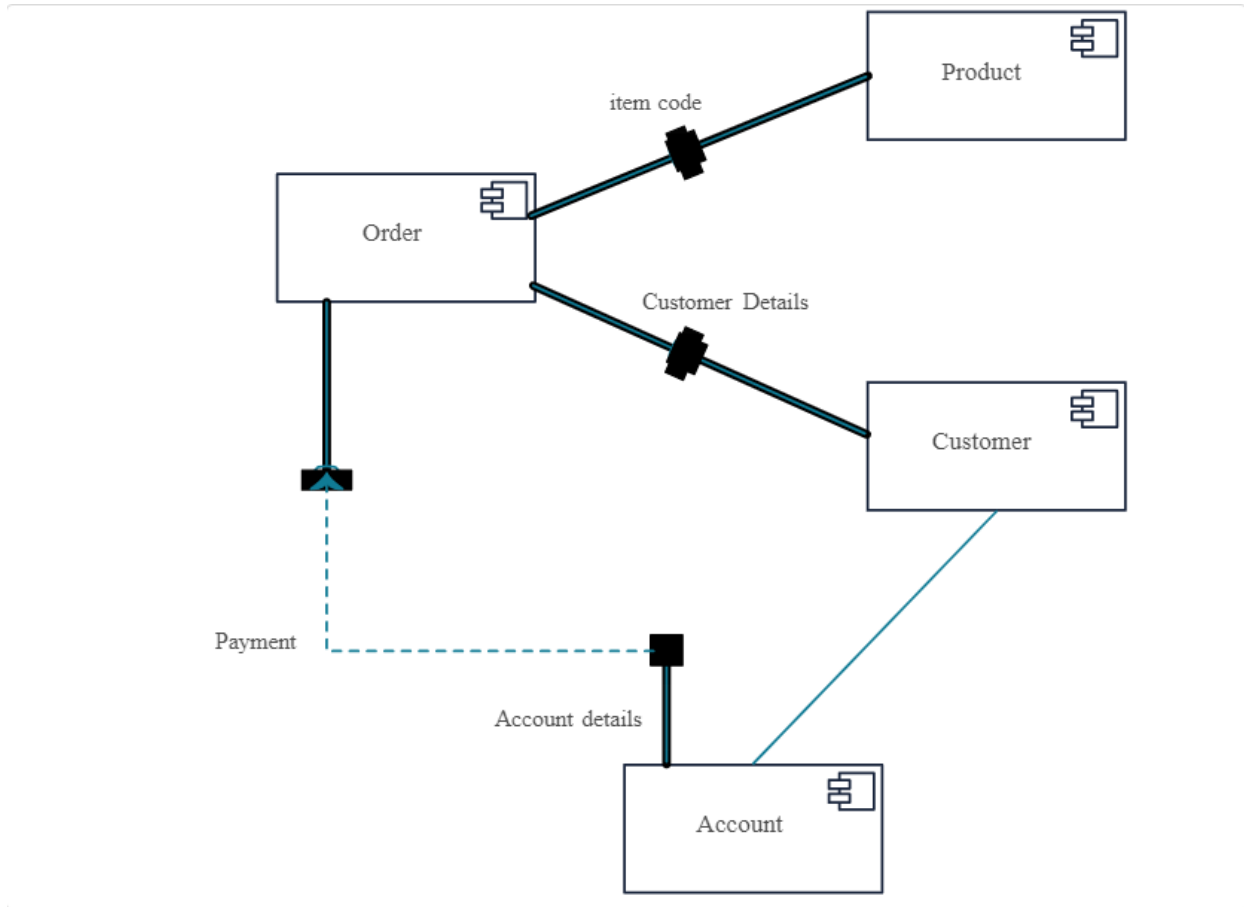 Product
item code
Order
Customer Details
Customer
Payment
Account details
Account